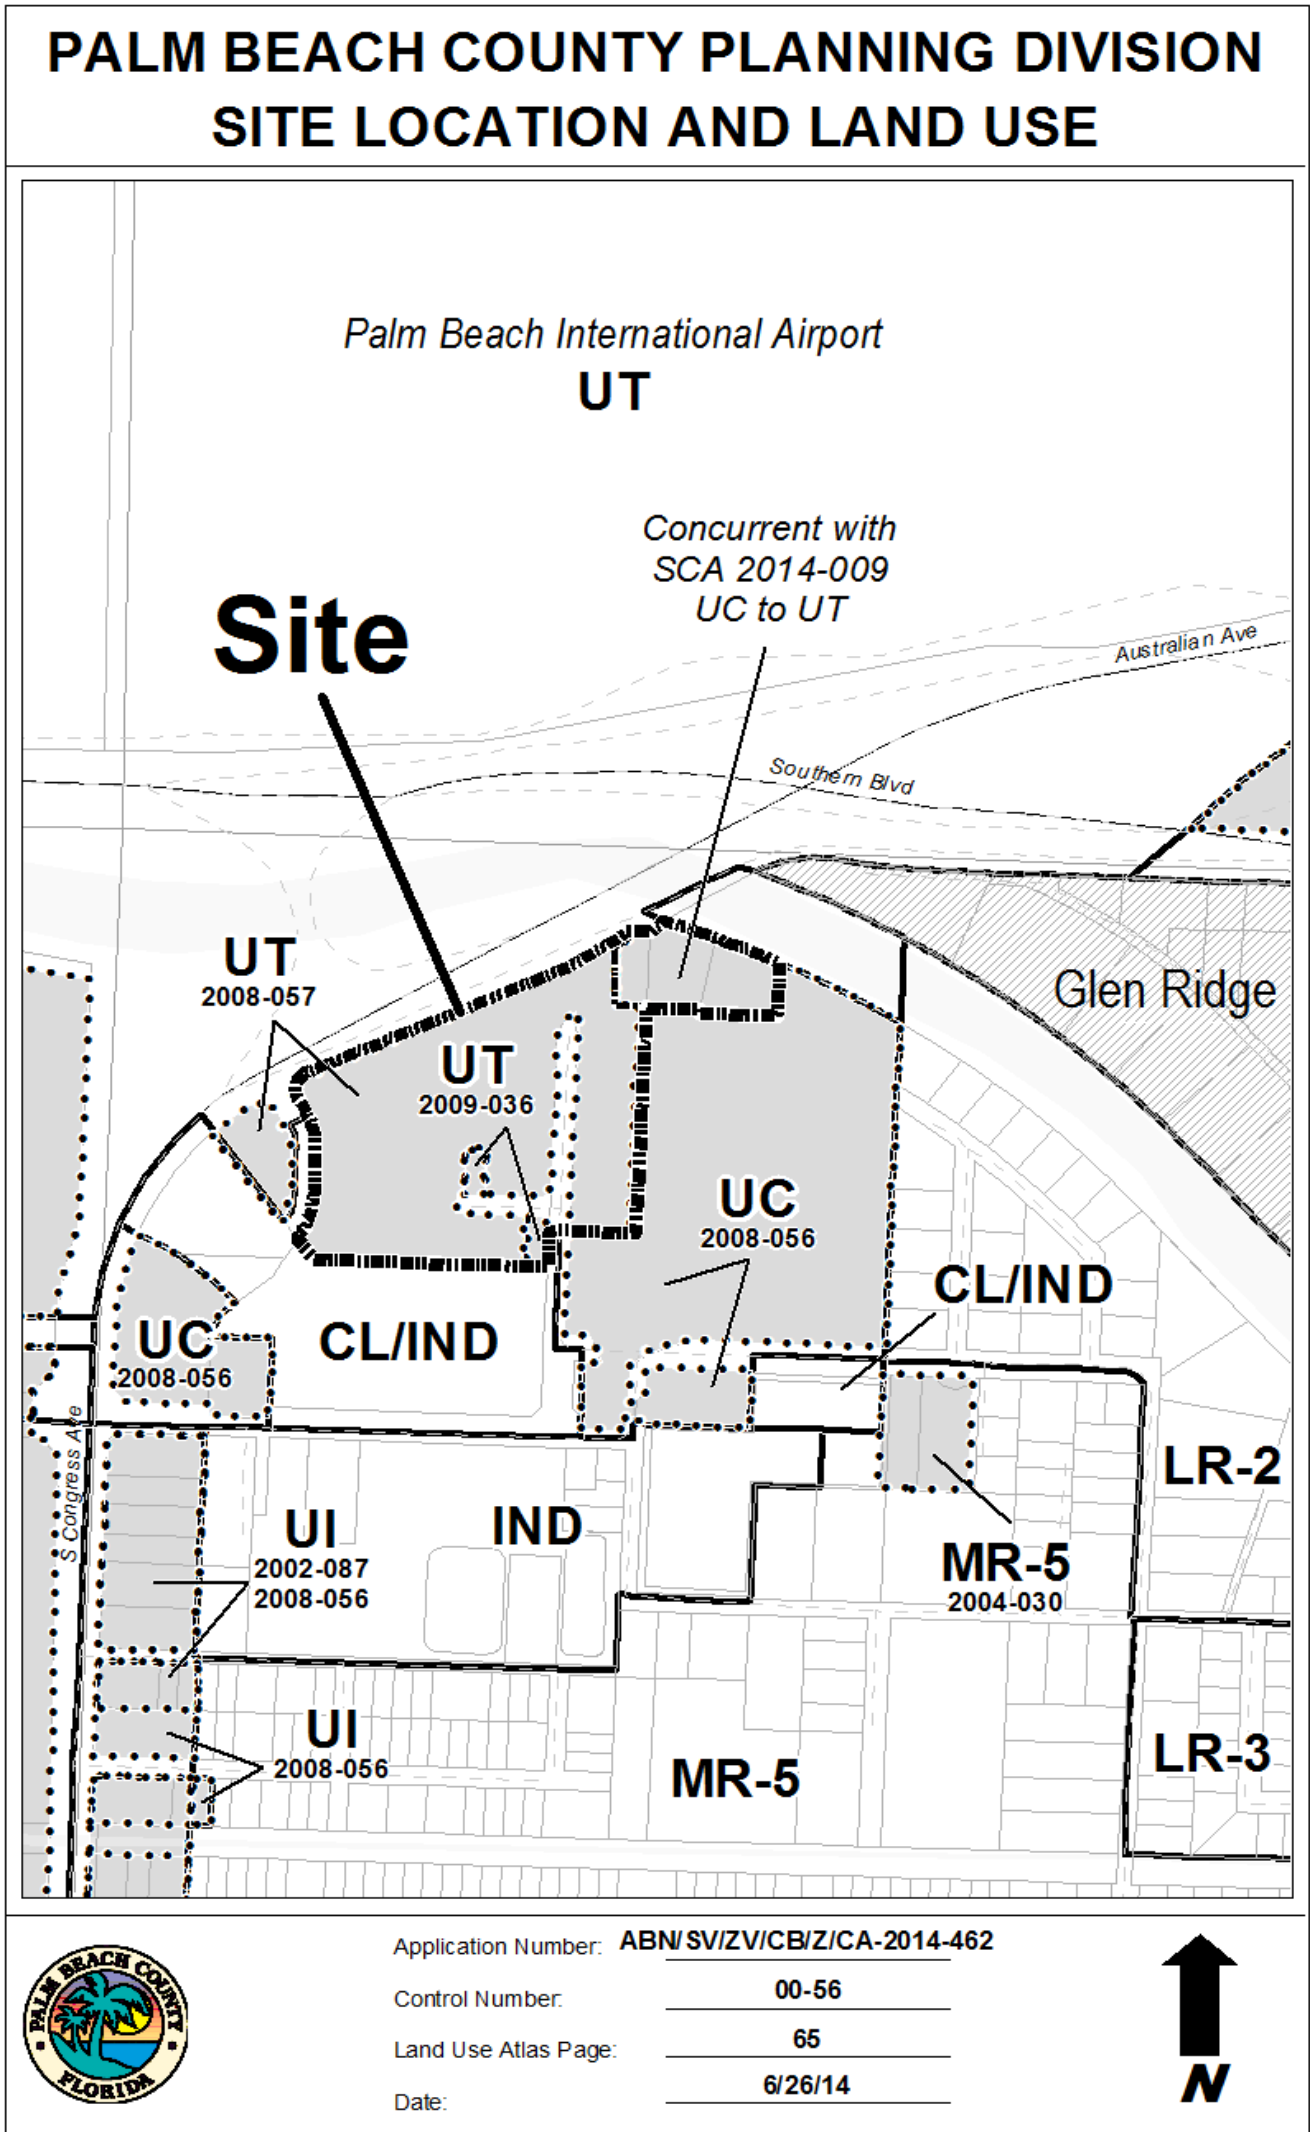 PALM BEACH COUNTY PLANNING DIVISION
SITE LOCATION AND LAND USE
Palm Beach International Airport
UT
Concurrent with
SCA 2014-009
UC to UT
Site
Australian Ave
Southern Blvd
UT
2008-057
Glen Ridge
UT
2009-036
UC
2008-056
CL/IND
UC
2008-056
CL/IND
S Congress Ave
LR-2
UI
2002-087
2008-056
IND
MR-5
2004-030
UI
2008-056
MR-5
LR-3
PALM BEACH COUNTY
FLORIDA
Application Number: ABN/SV/ZV/CB/Z/CA-2014-462
Control Number: 00-56
Land Use Atlas Page: 65
Date: 6/26/14
N